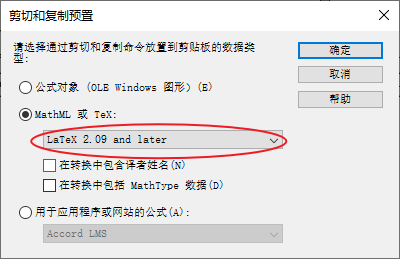 剪切和复制预置
请选择通过剪切和复制命令放置到剪贴板的数据类
型:
确定
取消
帮助
公式对象 (OLE Windows 图形)(E)
MathML 或 TeX:
LaTeX 2.09 and later
在转换中包含译者姓名(N)
在转换中包括 MathType 数据(D)
用于应用程序或网站的公式(A):
Accord LMS